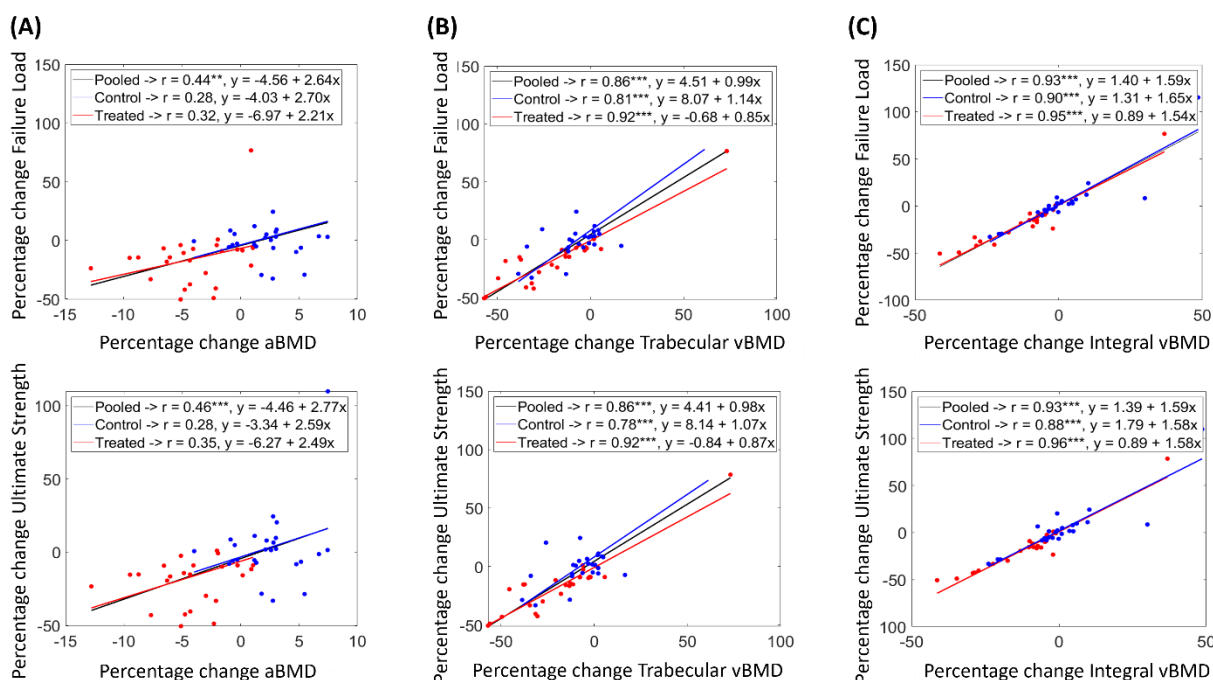 (A)
Percentage change Failure Load
150
100
50
0
-50
-15
-10
-5
0
5
10
Pooled -> r = 0.44**, y = -4.56 + 2.64x
Control -> r = 0.28, y = -4.03 + 2.70x
Treated -> r = 0.32, y = -6.97 + 2.21x
Percentage change aBMD
(B)
Percentage change Failure Load
150
100
50
0
-50
-50
0
50
100
Pooled -> r = 0.86***, y = 4.51 + 0.99x
Control -> r = 0.81***, y = 8.07 + 1.14x
Treated -> r = 0.92***, y = -0.68 + 0.85x
Percentage change Trabecular vBMD
(C)
Percentage change Failure Load
150
100
50
0
-50
-100
-50
0
50
Pooled -> r = 0.93***, y = 1.40 + 1.59x
Control -> r = 0.90***, y = 1.31 + 1.65x
Treated -> r = 0.95***, y = 0.89 + 1.54x
Percentage change Integral vBMD
Percentage change Ultimate Strength
100
50
0
-50
-15
-10
-5
0
5
10
Pooled -> r = 0.46***, y = -4.46 + 2.77x
Control -> r = 0.28, y = -3.34 + 2.59x
Treated -> r = 0.35, y = -6.27 + 2.49x
Percentage change aBMD
Percentage change Ultimate Strength
150
100
50
0
-50
-50
0
50
100
Pooled -> r = 0.86***, y = 4.41 + 0.98x
Control -> r = 0.78***, y = 8.14 + 1.07x
Treated -> r = 0.92***, y = -0.84 + 0.87x
Percentage change Trabecular vBMD
Percentage change Ultimate Strength
150
100
50
0
-50
100
-50
0
50
Pooled -> r = 0.93***, y = 1.39 + 1.59x
Control -> r = 0.88***, y = 1.79 + 1.58x
Treated -> r = 0.96***, y = 0.89 + 1.58x
Percentage change Integral vBMD